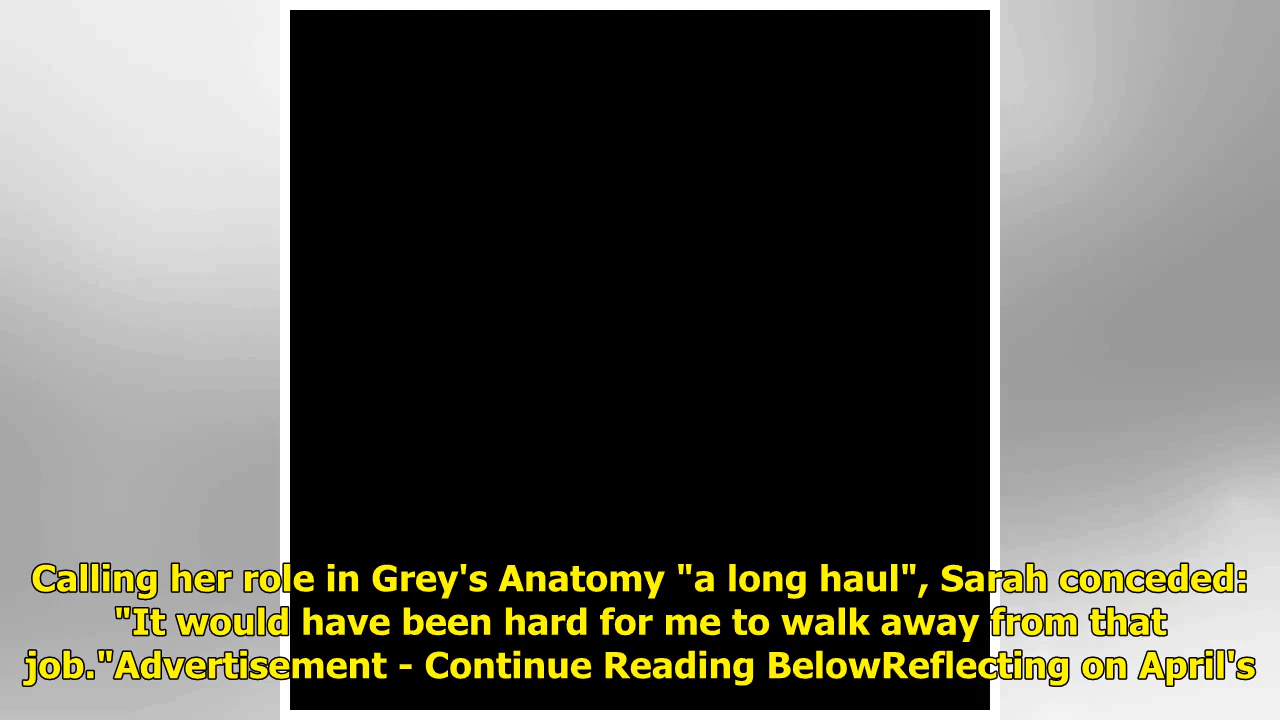 Calling her role in Grey's Anatomy "a long haul", Sarah conceded:
"It would have been hard for me to walk away from that
job."Advertisement - Continue Reading BelowReflecting on April's